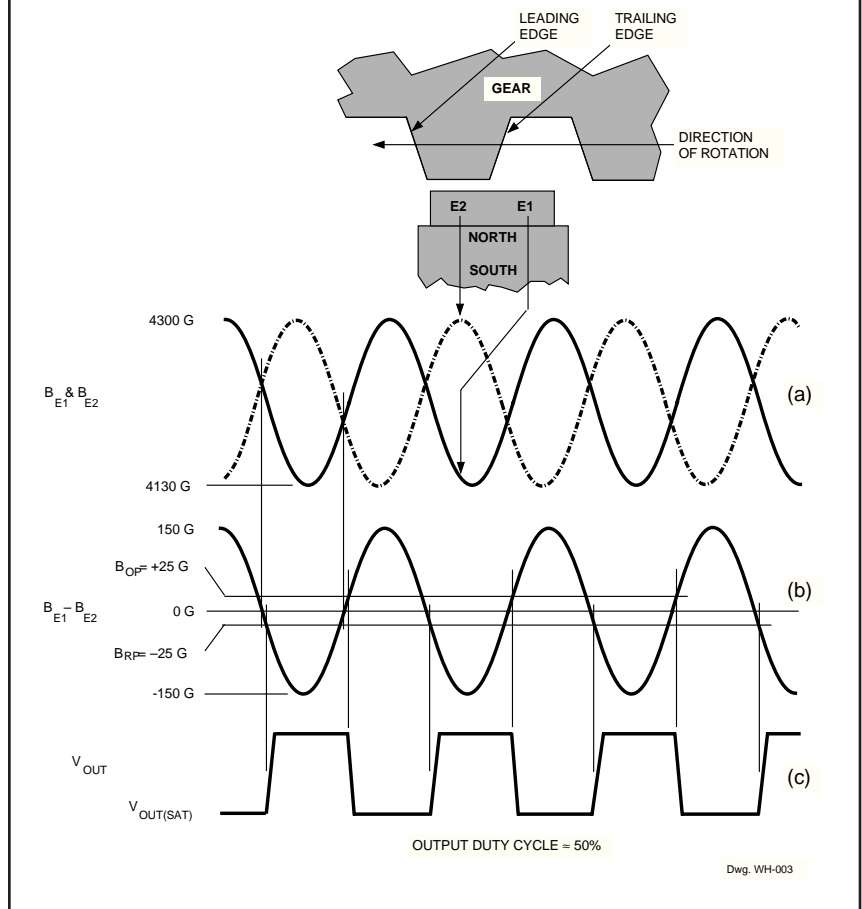 LEADING
EDGE
TRAILING
EDGE
GEAR
DIRECTION
OF ROTATION
E2 E1
NORTH
SOUTH
4300 G
B E1 & B E2
(a)
4130 G
150 G
B OP = +25 G
(b)
B E1 – B E2
0 G
BRP = –25 G
-150 G
V OUT
(c)
V OUT(SAT)
OUTPUT DUTY CYCLE ≈ 50%
Dwg. WH-003